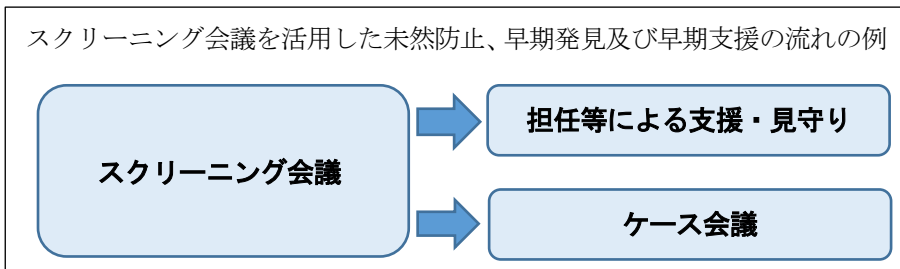 スクリーニング会議を活用した未然防止、早期発見及び早期支援の流れの例
スクリーニング会議
担任等による支援・見守り
ケース会議